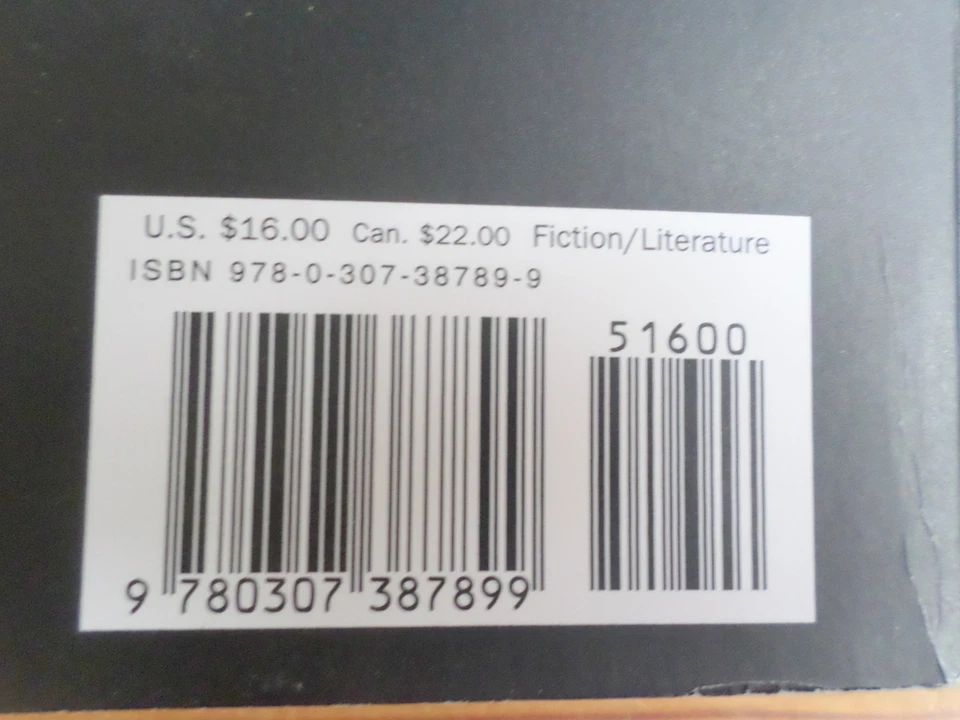 U.S. $16.00 Can. $22.00 Fiction/Literature
ISBN 978-0-307-38789-9
51600
9 780307 387899